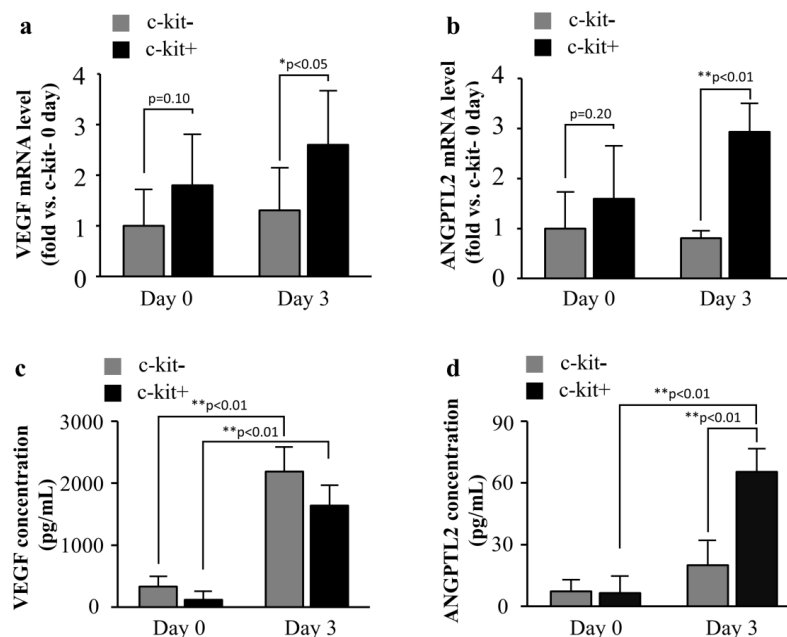 a
c-kit-
c-kit+
VEGF mRNA level
(fold vs. c-kit- 0 day)
4
3
2
1
0
p=0.10
*p<0.05
Day 0
Day 3
b
c-kit-
c-kit+
ANGPTL2 mRNA level
(fold vs. c-kit- 0 day)
4
3
2
1
0
p=0.20
**p<0.01
Day 0
Day 3
c
c-kit-
c-kit+
VEGF concentration
(pg/mL)
3000
2000
1000
0
**p<0.01
**p<0.01
Day 0
Day 3
d
c-kit-
c-kit+
ANGPTL2 concentration
(pg/mL)
90
60
30
0
**p<0.01
**p<0.01
Day 0
Day 3